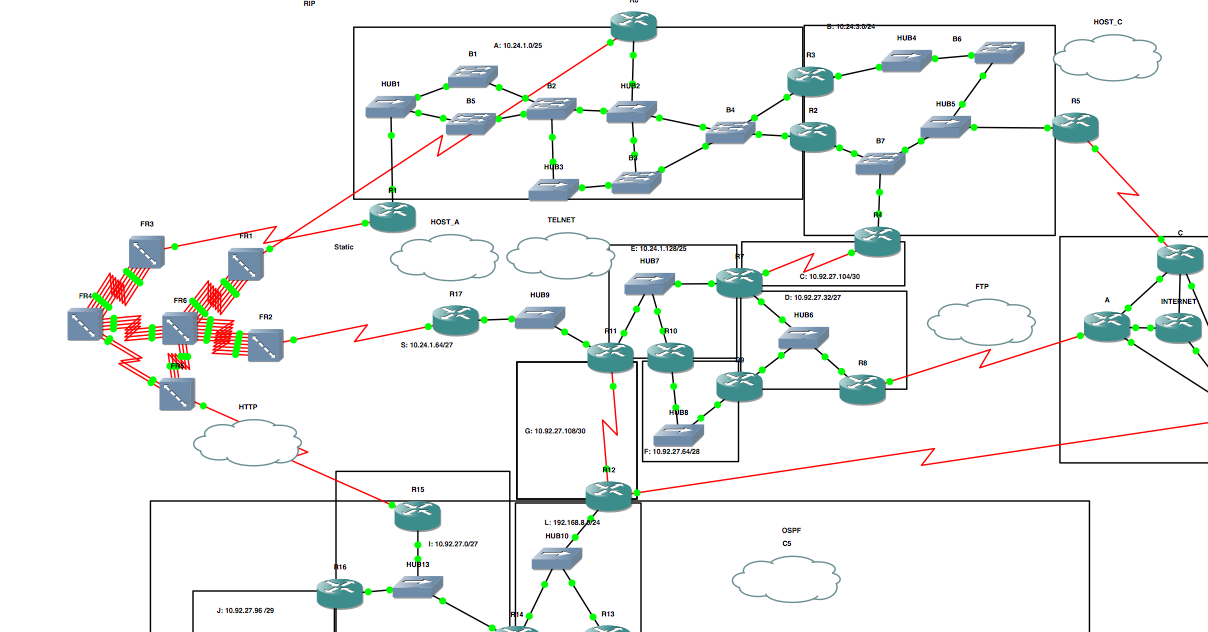 RIP
HOST_C
B: 10.24.3.0/24
HUB4
B6
A: 10.24.1.0/25
B1
R3
HUB1
B2
HUB2
B5
B4
R2
HUB5
R5
B7
HUB3
B3
R1
HOST_A
TELNET
FR3
FR1
Static
R4
C
E: 10.24.1.128/25
HUB7
R7
C: 10.92.27.104/30
FTP
FR4
FR6
R17
HUB9
D: 10.92.27.32/27
A
INTERNET
FR2
HUB6
S: 10.24.1.64/27
R11
R10
R8
HTTP
HUB8
G: 10.92.27.108/30
F: 10.92.27.64/28
R12
R15
L: 192.168.8.0/24
OSPF
HUB10
C5
I: 10.92.27.0/27
R16
HUB13
J: 10.92.27.96 /29
R14
R13